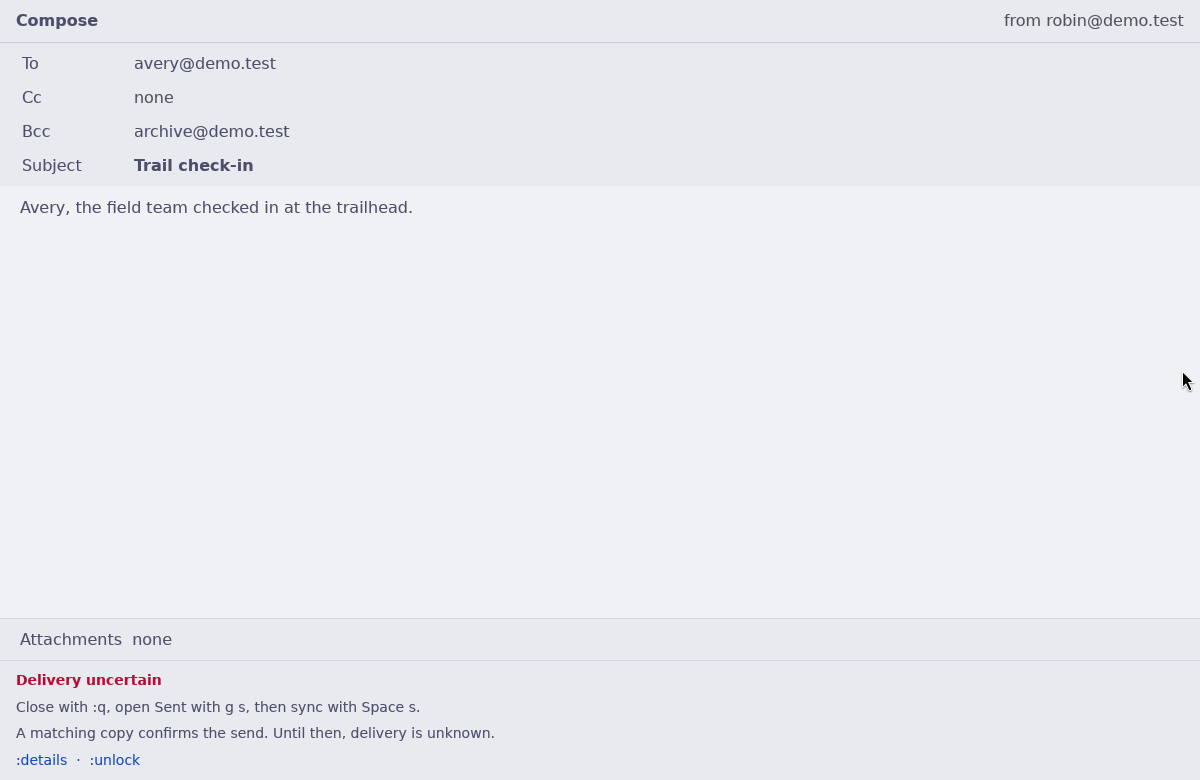 Compose from robin@demo.test
To avery@demo.test
Cc none
Bcc archive@demo.test
Subject Trail check-in
Avery, the field team checked in at the trailhead.
Attachments none
Delivery uncertain
Close with :q, open Sent with g s, then sync with Space s.
A matching copy confirms the send. Until then, delivery is unknown.
:details · :unlock